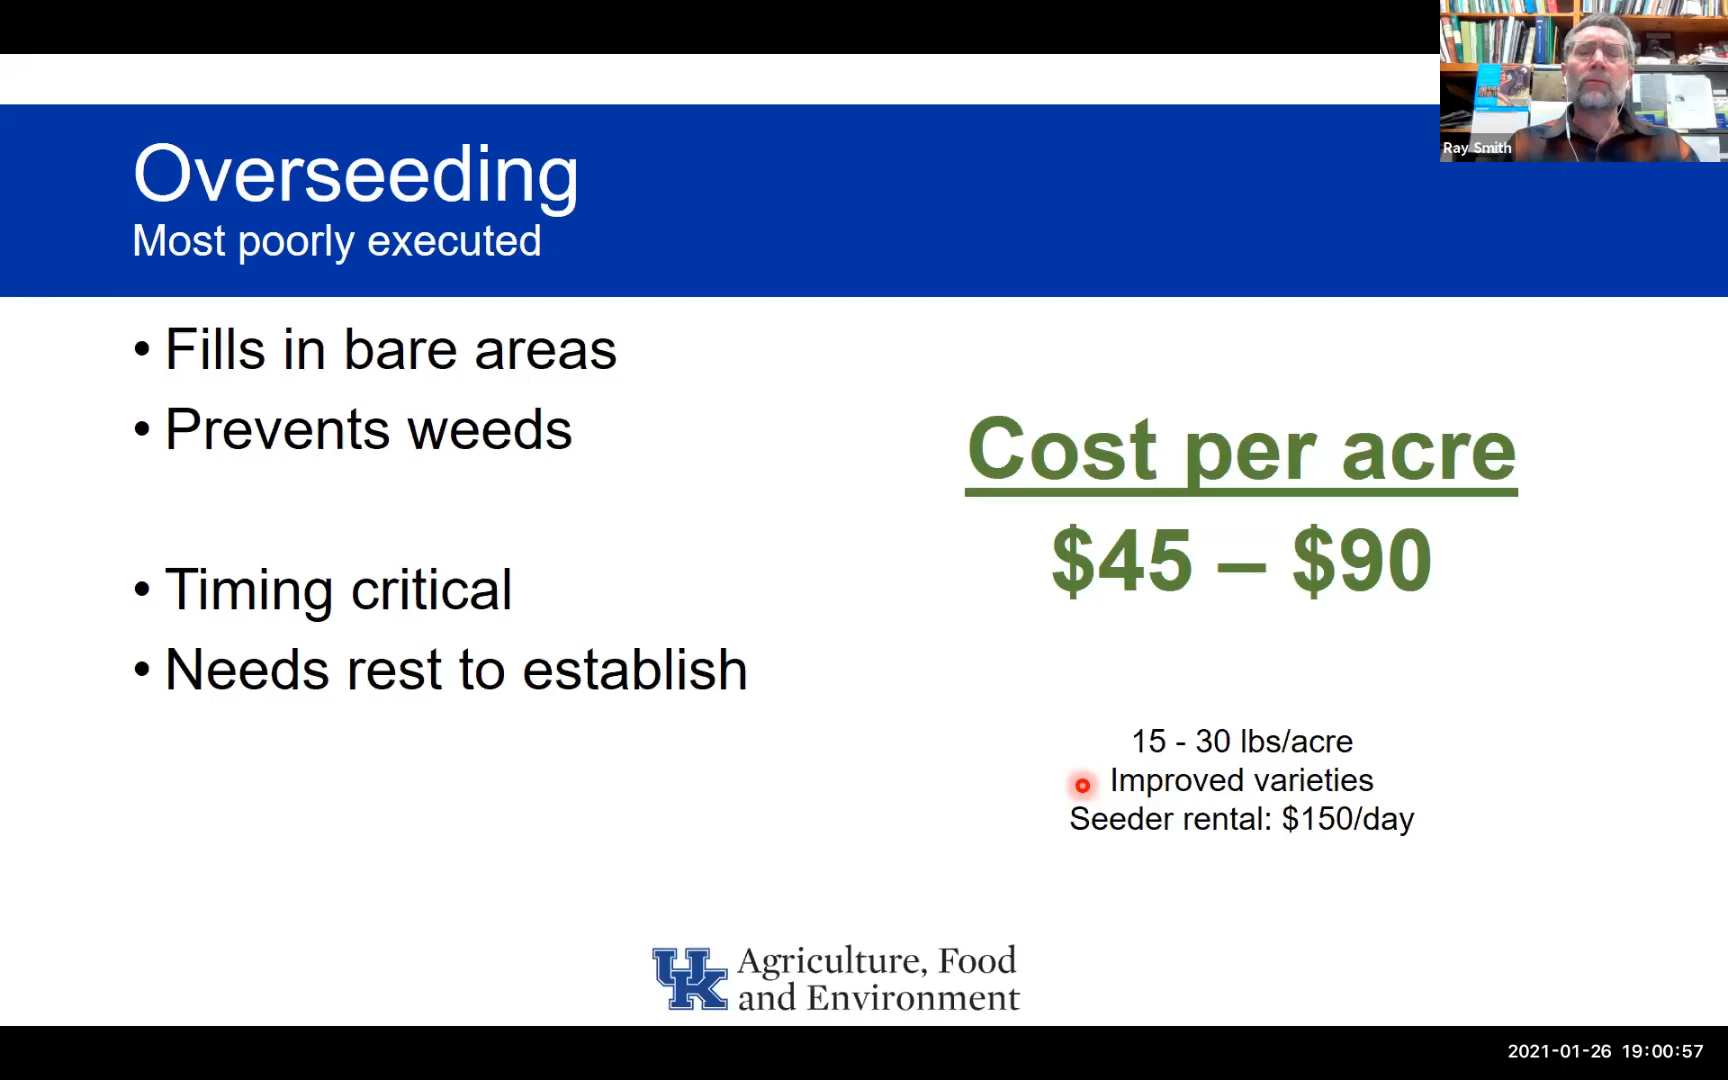 Ray Smith
Overseeding
Most poorly executed
• Fills in bare areas
• Prevents weeds
• Timing critical
• Needs rest to establish
Cost per acre
$45 – $90
15 - 30 lbs/acre
Improved varieties
Seeder rental: $150/day
UK Agriculture, Food
and Environment
2021-01-26 19:00:57